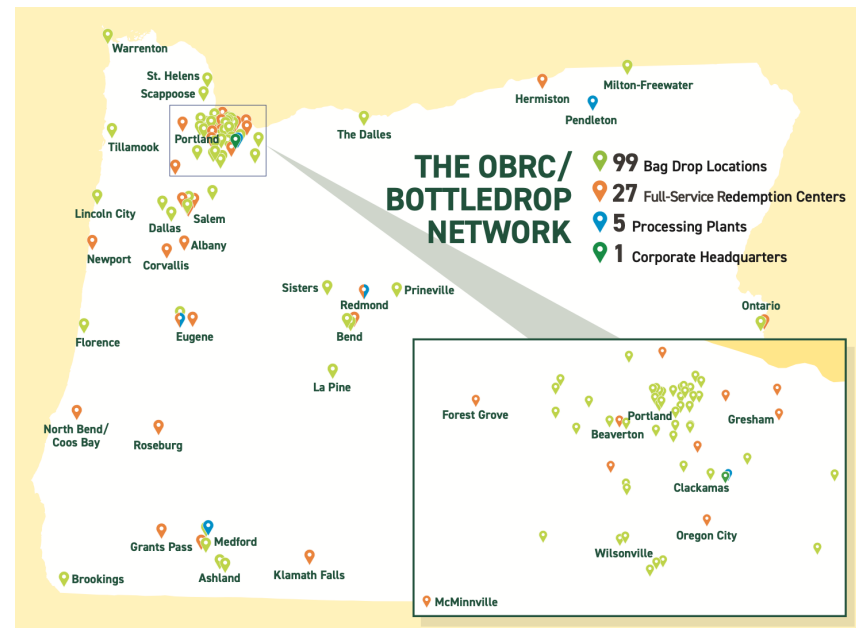 Warrenton
St. Helens
Scappoose
Portland
Tillamook
The Dalles
Hermiston
Milton-Freewater
Pendleton
THE OBRC/
BOTTLEDROP
NETWORK
99 Bag Drop Locations
27 Full-Service Redemption Centers
5 Processing Plants
1 Corporate Headquarters
Lincoln City
Dallas
Salem
Newport
Albany
Corvallis
Sisters
Redmond
Prineville
Ontario
Florence
Eugene
Bend
La Pine
North Bend/
Coos Bay
Roseburg
Grants Pass
Medford
Brookings
Ashland
Klamath Falls
Forest Grove
Portland
Beaverton
Gresham
Clackamas
Oregon City
Wilsonville
McMinnville